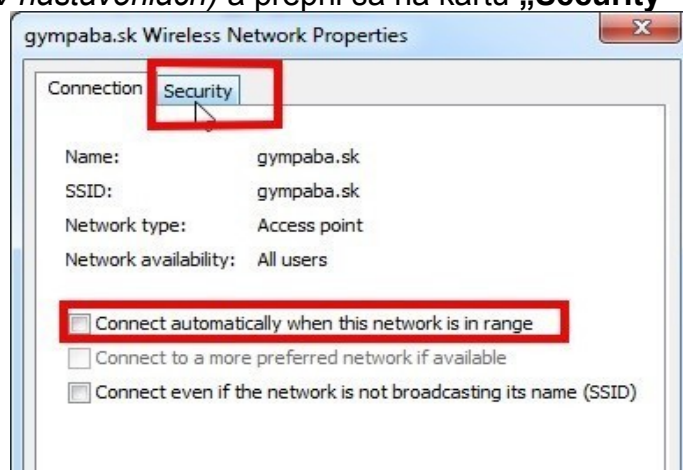 v nastaveniach) a prepni sa na kartu „Security"
gympaba.sk Wireless Network Properties
Connection Security
Name: gympaba.sk
SSID: gympaba.sk
Network type: Access point
Network availability: All users
Connect automatically when this network is in range
Connect to a more preferred network if available
Connect even if the network is not broadcasting its name (SSID)